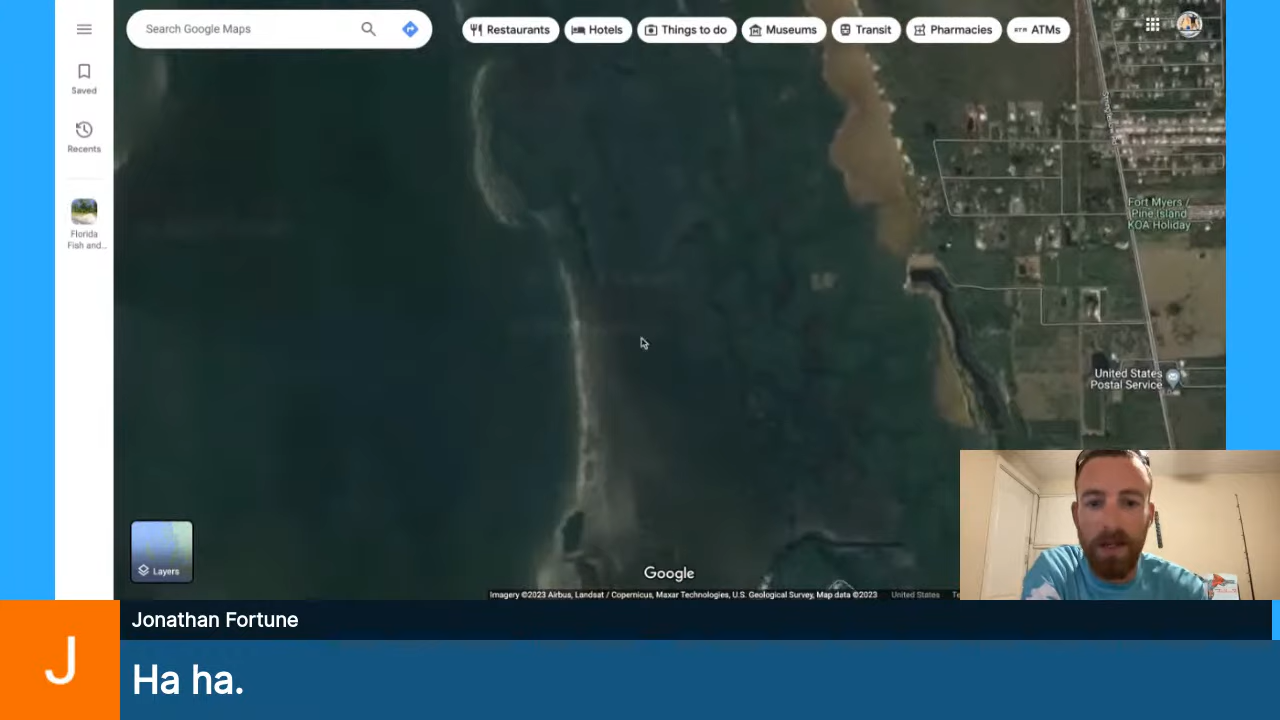 Search Google Maps
Restaurants
Hotels
Things to do
Museums
Transit
Pharmacies
ATMs
Saved
Recents
Florida
Fish and...
Fort Myers /
Pine Island
KOA Holiday
United States
Postal Service
Layers
Google
Imagery ©2023 Airbus, Landsat / Copernicus, Maxar Technologies, U.S. Geological Survey, Map data ©2023
United States
J
Jonathan Fortune
Ha ha.